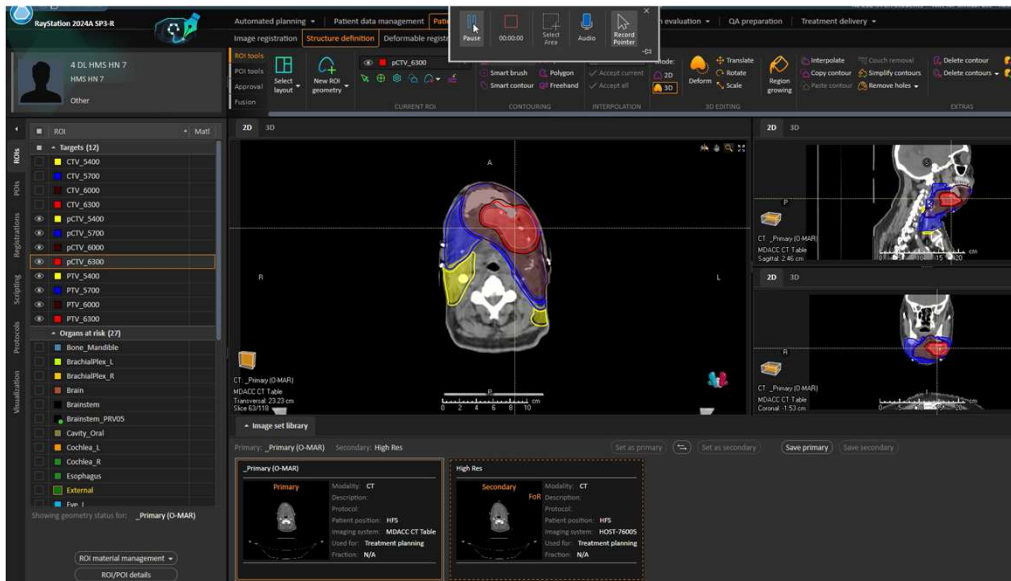 RayStation 2024A SP3-R
Automated planning
Patient data management
Pati
n evaluation
QA preparation
Treatment delivery
Pause
00:00:00
Select Area
Audio
Record Pointer
Image registration
Structure definition
Deformable registr
4 DL HMS HN 7
HMS HN 7
Other
ROI tools
POI tools
Approval
Fusion
Select layout
New ROI geometry
pCTV_6300
CURRENT ROI
Smart brush
Polygon
Smart contour
Freehand
CONTOURING
Accept current
Accept all
INTERPOLATION
Mode:
2D
3D
Deform
Translate
Rotate
Scale
3D EDITING
Region growing
Interpolate
Couch removal
Copy contour
Simplify contours
Paste contour
Remove holes
Delete contour
Delete contours
EXTRAS
ROIs
POIs
Registrations
Scripting
Protocols
Visualization
ROI
Matl
Targets (12)
CTV_5400
CTV_5700
CTV_6000
CTV_6300
pCTV_5400
pCTV_5700
pCTV_6000
pCTV_6300
PTV_5400
PTV_5700
PTV_6000
PTV_6300
Organs at risk (27)
Bone_Mandible
BrachialPlex_L
BrachialPlex_R
Brain
Brainstem
Brainstem_PRV05
Cavity_Oral
Cochlea_L
Cochlea_R
Esophagus
External
Eye_L
Showing geometry status for: _Primary (O-MAR)
ROI material management
ROI/POI details
2D 3D
A
R
L
P
CT: _Primary (O-MAR)
MDACC CT Table
Transversal: 23.23 cm
Slice 63/118
0 2 4 6 8 10 cm
2D 3D
S
P
CT: _Primary (O-MAR)
MDACC CT Table
Sagittal: 2.46 cm
cm
2D 3D
R
CT: _Primary (O-MAR)
MDACC CT Table
Coronal: -1.53 cm
cm
Image set library
Primary: _Primary (O-MAR) Secondary: High Res
Set as primary
Set as secondary
Save primary
Save secondary
_Primary (O-MAR)
Primary
Modality: CT
Description:
Protocol:
Patient position: HFS
Imaging system: MDACC CT Table
Used for: Treatment planning
Fraction: N/A
High Res
Secondary
FoR
Modality: CT
Description:
Protocol:
Patient position: HFS
Imaging system: HOST-76005
Used for: Treatment planning
Fraction: N/A